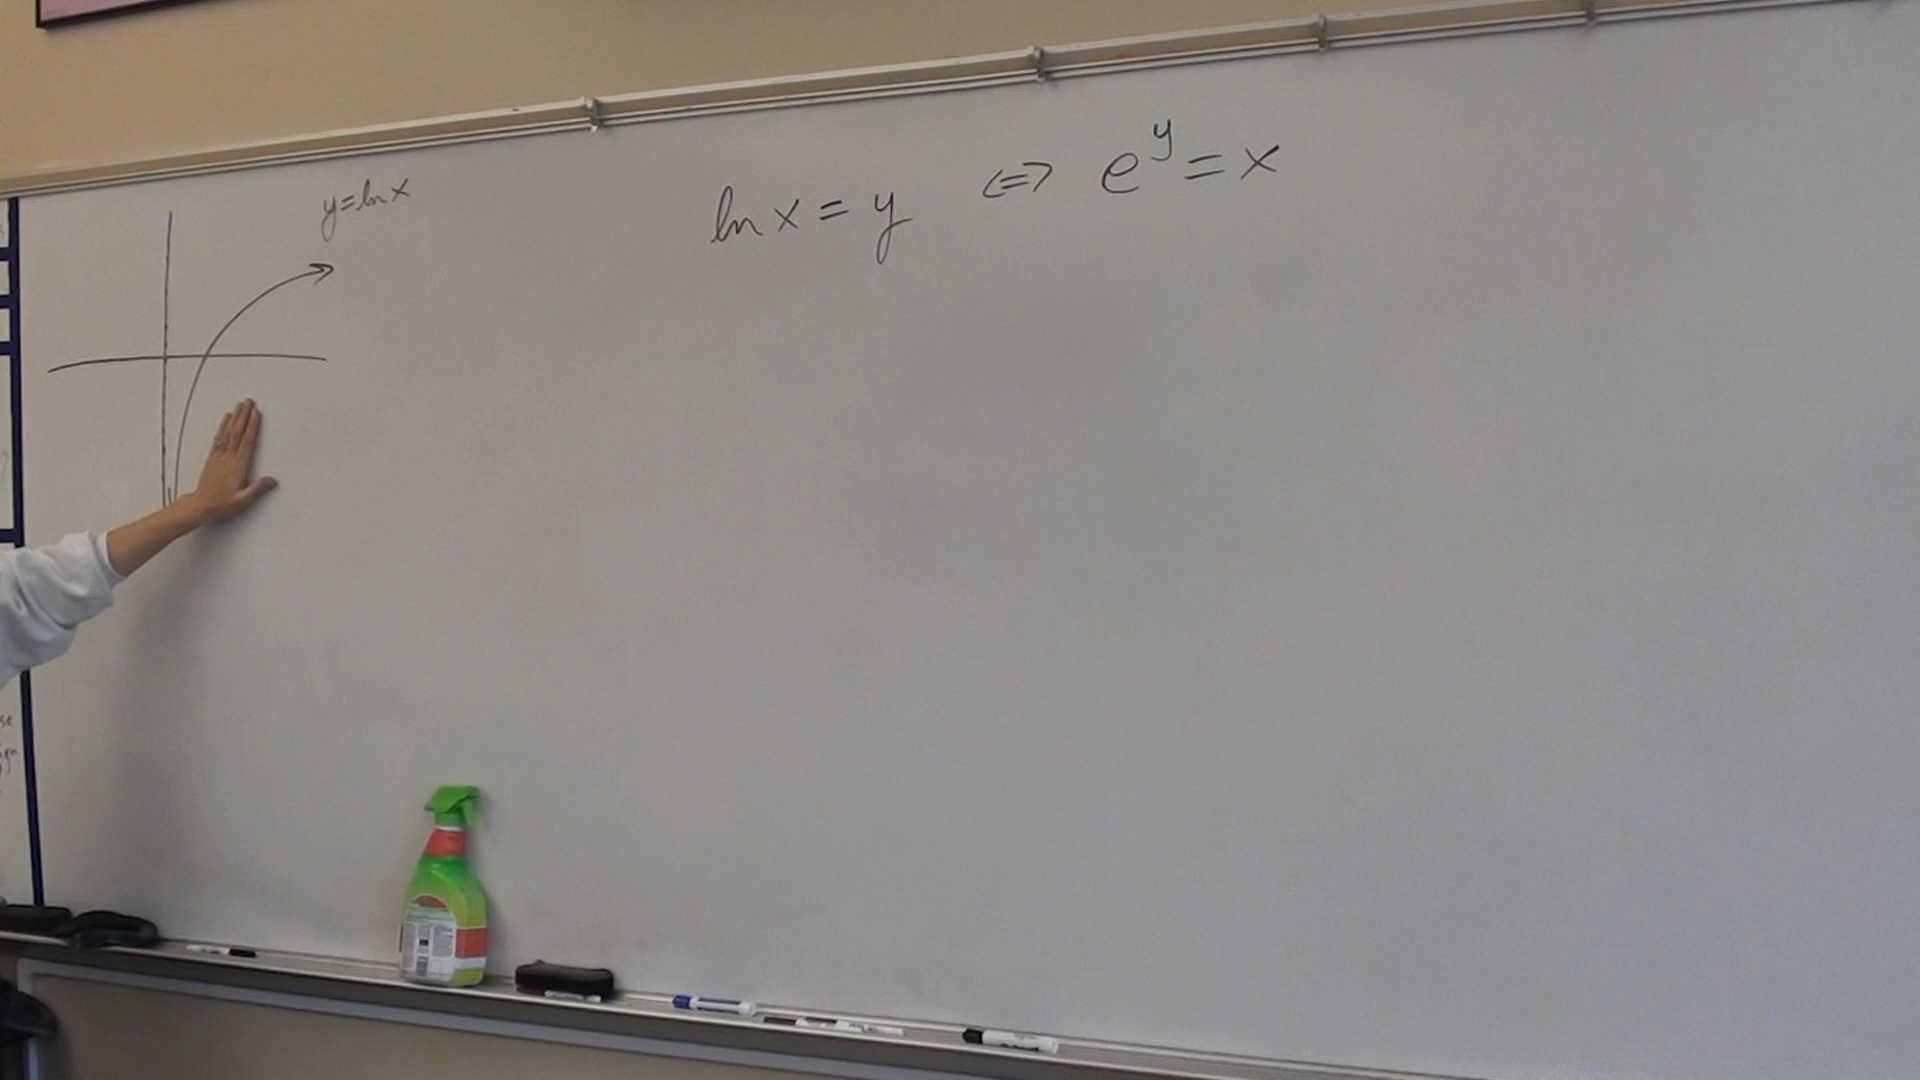 y=ln x
ln x = y <=> e^y = x